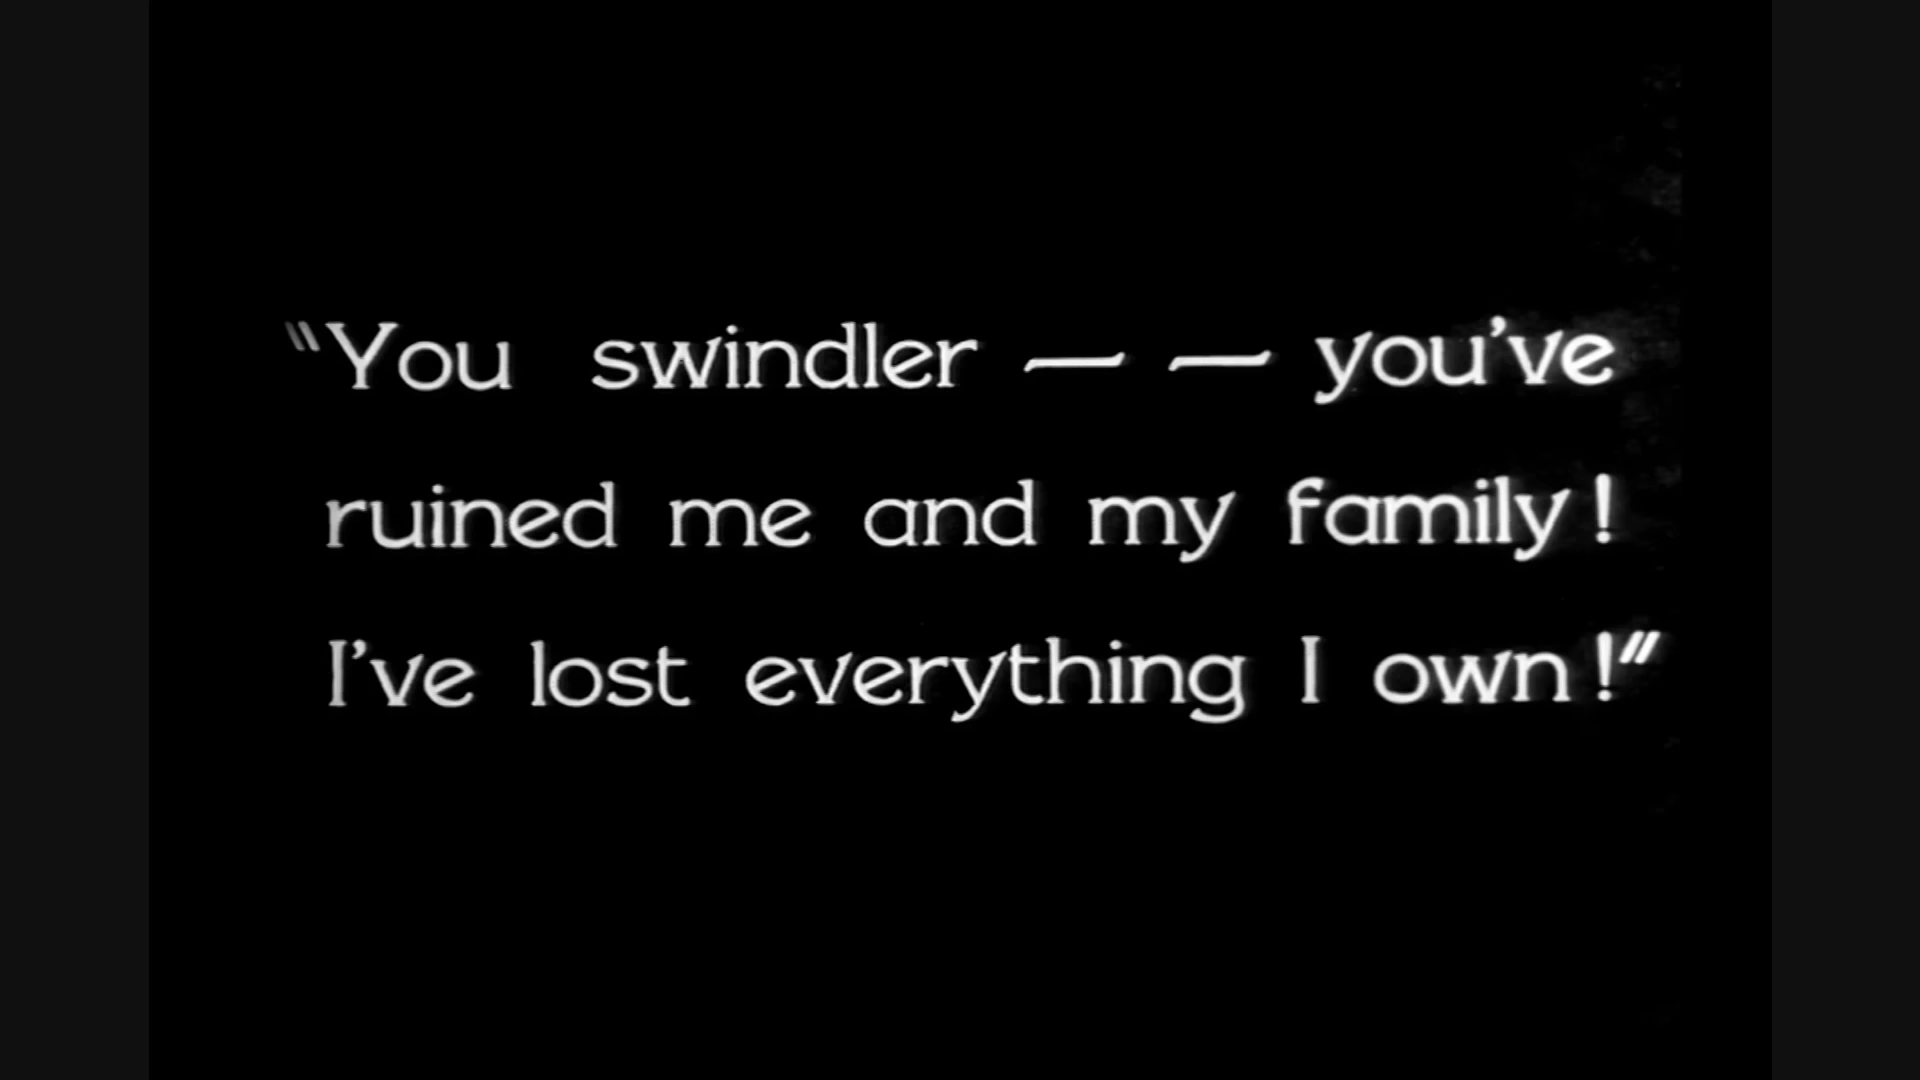 "You swindler — — you've
ruined me and my family!
I've lost everything I own!"